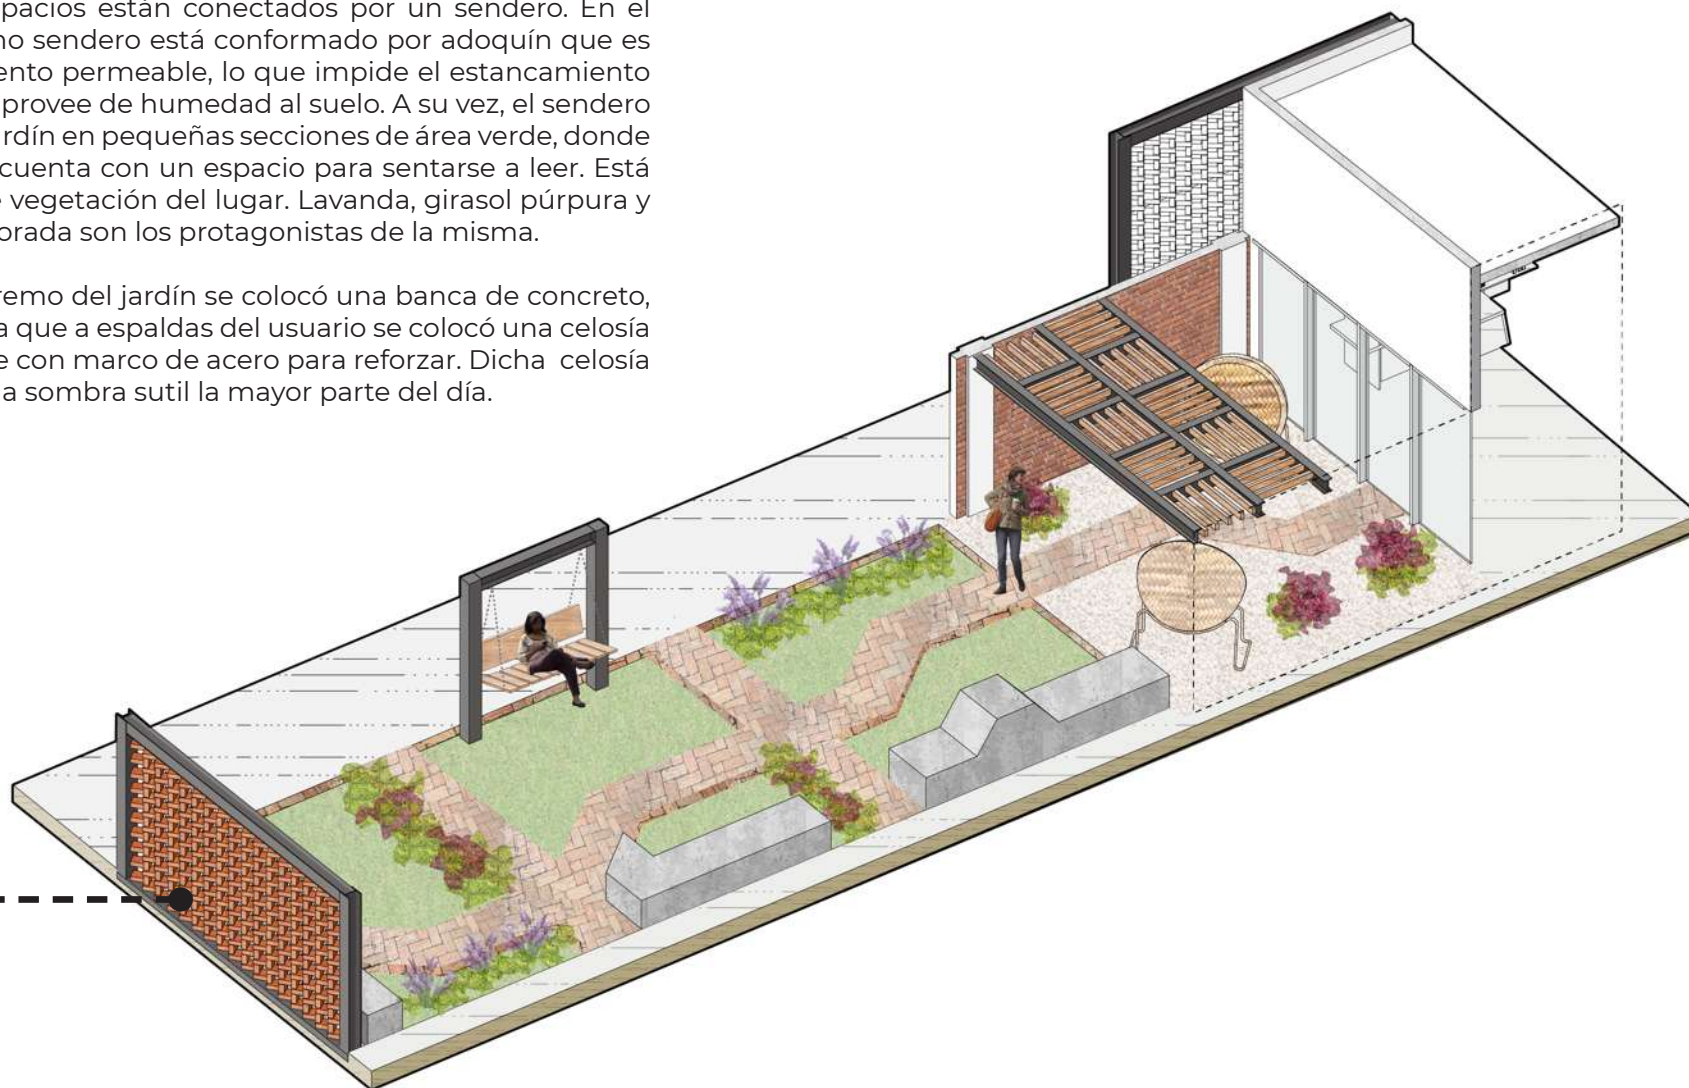 pacios están conectados por un sendero. En el
no sendero está conformado por adoquín que es
ento permeable, lo que impide el estancamiento
provee de humedad al suelo. A su vez, el sendero
ardín en pequeñas secciones de área verde, donde
cuenta con un espacio para sentarse a leer. Está
e vegetación del lugar. Lavanda, girasol púrpura y
orada son los protagonistas de la misma.
remo del jardín se colocó una banca de concreto,
a que a espaldas del usuario se colocó una celosía
e con marco de acero para reforzar. Dicha celosía
a sombra sutil la mayor parte del día.